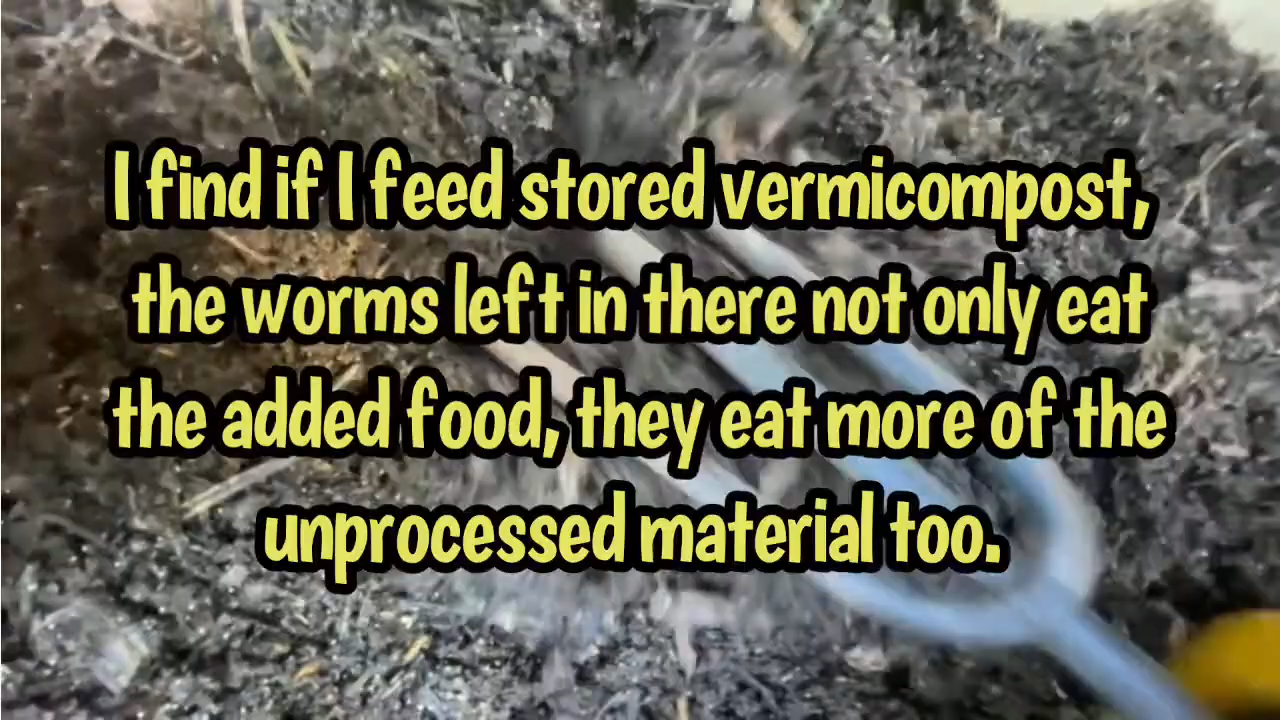 I find if I feed stored vermicompost,
the worms left in there not only eat
the added food, they eat more of the
unprocessed material too.